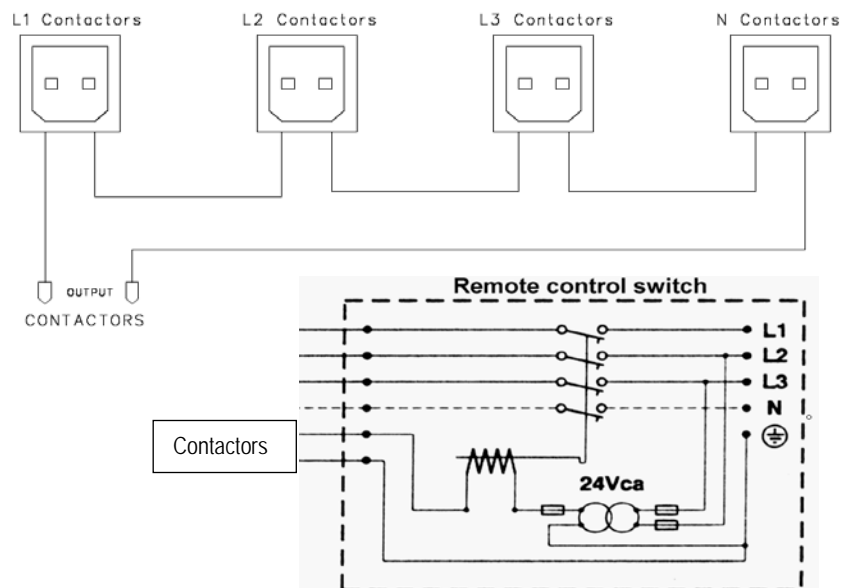 L1 Contactors L2 Contactors L3 Contactors N Contactors
OUTPUT
CONTACTORS
Remote control switch
L1
L2
L3
N
Contactors
24Vca